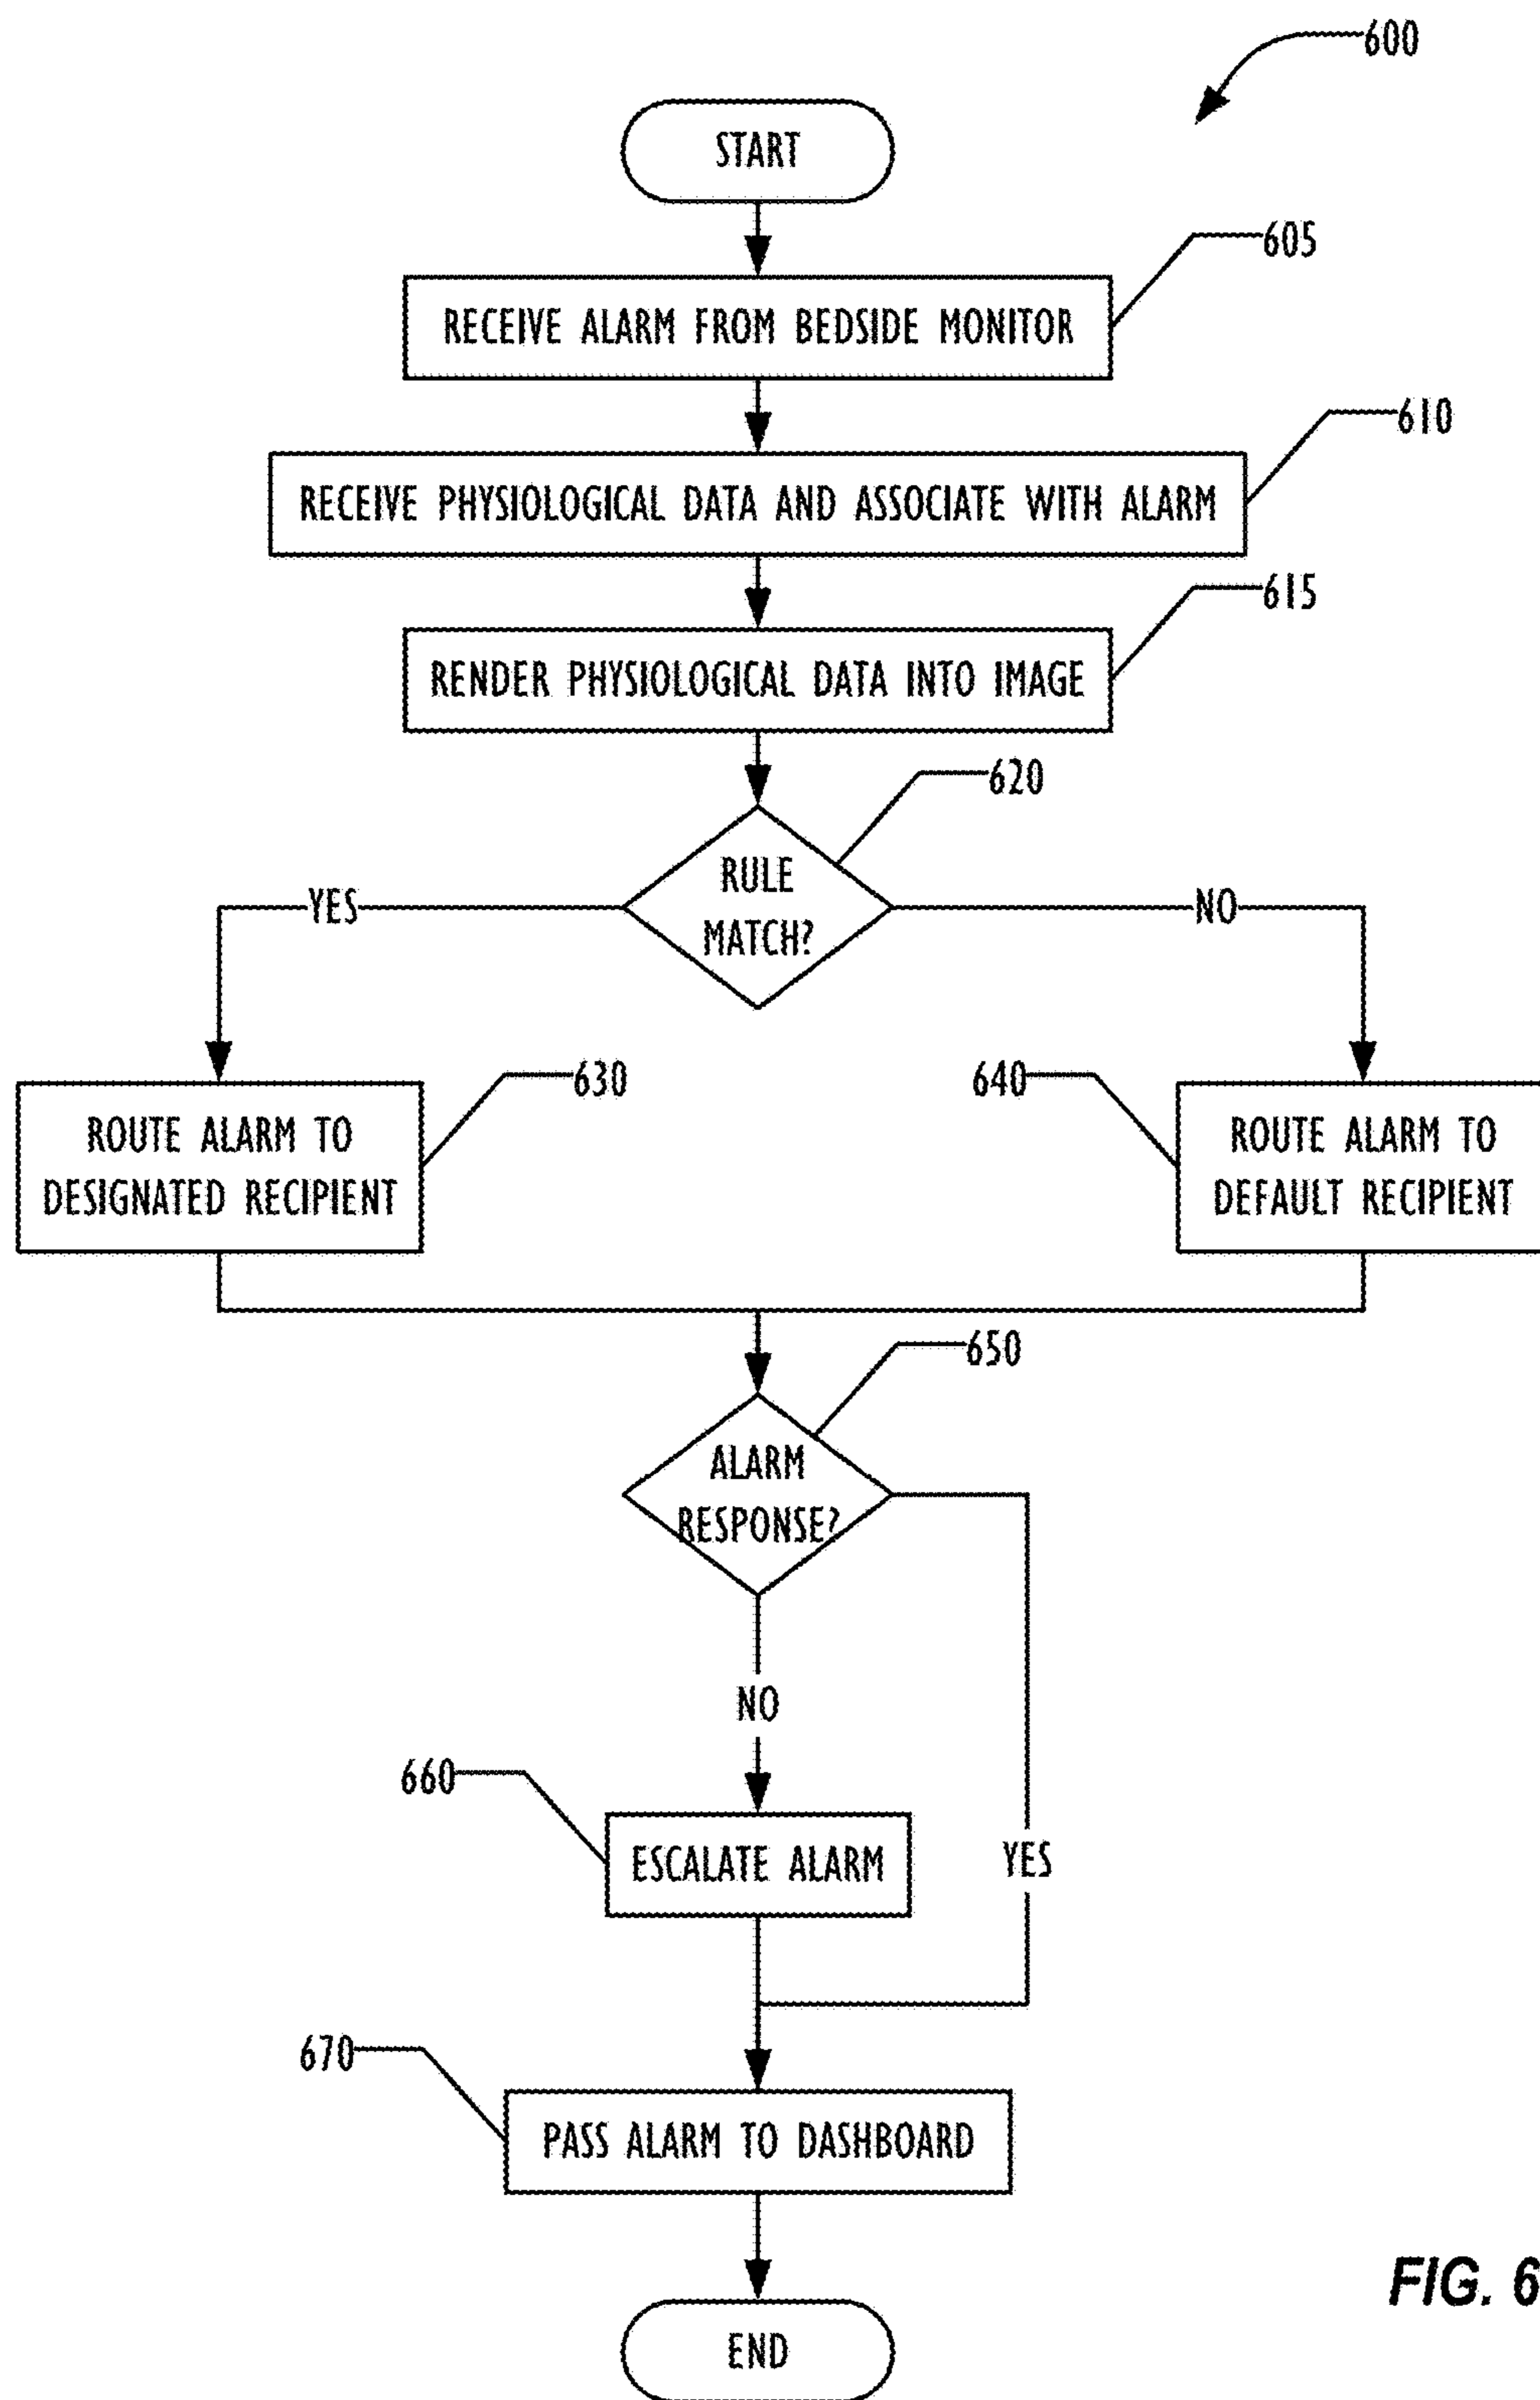 600
START
605
RECEIVE ALARM FROM BEDSIDE MONITOR
610
RECEIVE PHYSIOLOGICAL DATA AND ASSOCIATE WITH ALARM
615
RENDER PHYSIOLOGICAL DATA INTO IMAGE
620
RULE
MATCH?
YES
NO
630
ROUTE ALARM TO
DESIGNATED RECIPIENT
640
ROUTE ALARM TO
DEFAULT RECIPIENT
650
ALARM
RESPONSE?
NO
660
ESCALATE ALARM
YES
670
PASS ALARM TO DASHBOARD
FIG. 6
END